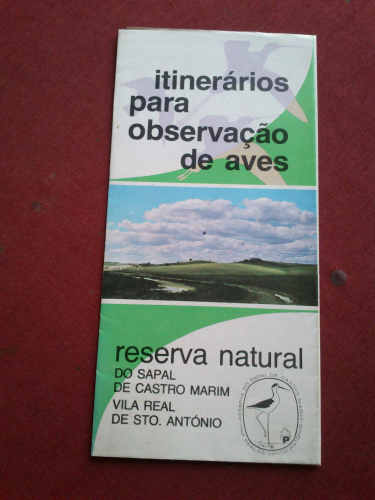 itinerários
para
observação
de aves
reserva natural
DO SAPAL
DE CASTRO MARIM
VILA REAL
DE STO. ANTÓNIO
P